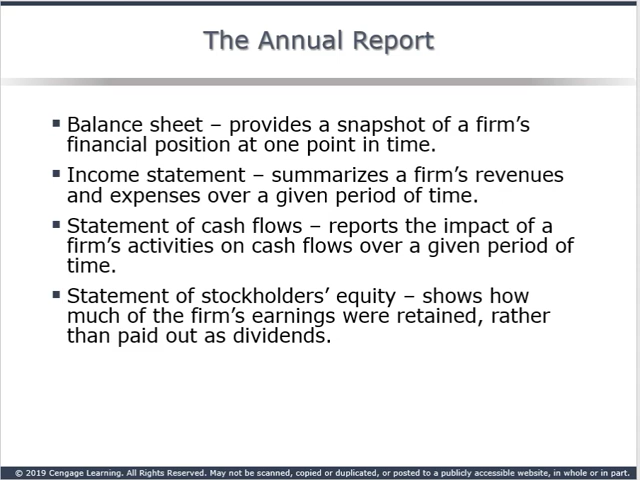 The Annual Report
▪ Balance sheet – provides a snapshot of a firm's
financial position at one point in time.
▪ Income statement – summarizes a firm's revenues
and expenses over a given period of time.
▪ Statement of cash flows – reports the impact of a
firm's activities on cash flows over a given period of
time.
▪ Statement of stockholders' equity – shows how
much of the firm's earnings were retained, rather
than paid out as dividends.
© 2019 Cengage Learning. All Rights Reserved. May not be scanned, copied or duplicated, or posted to a publicly accessible website, in whole or in part.